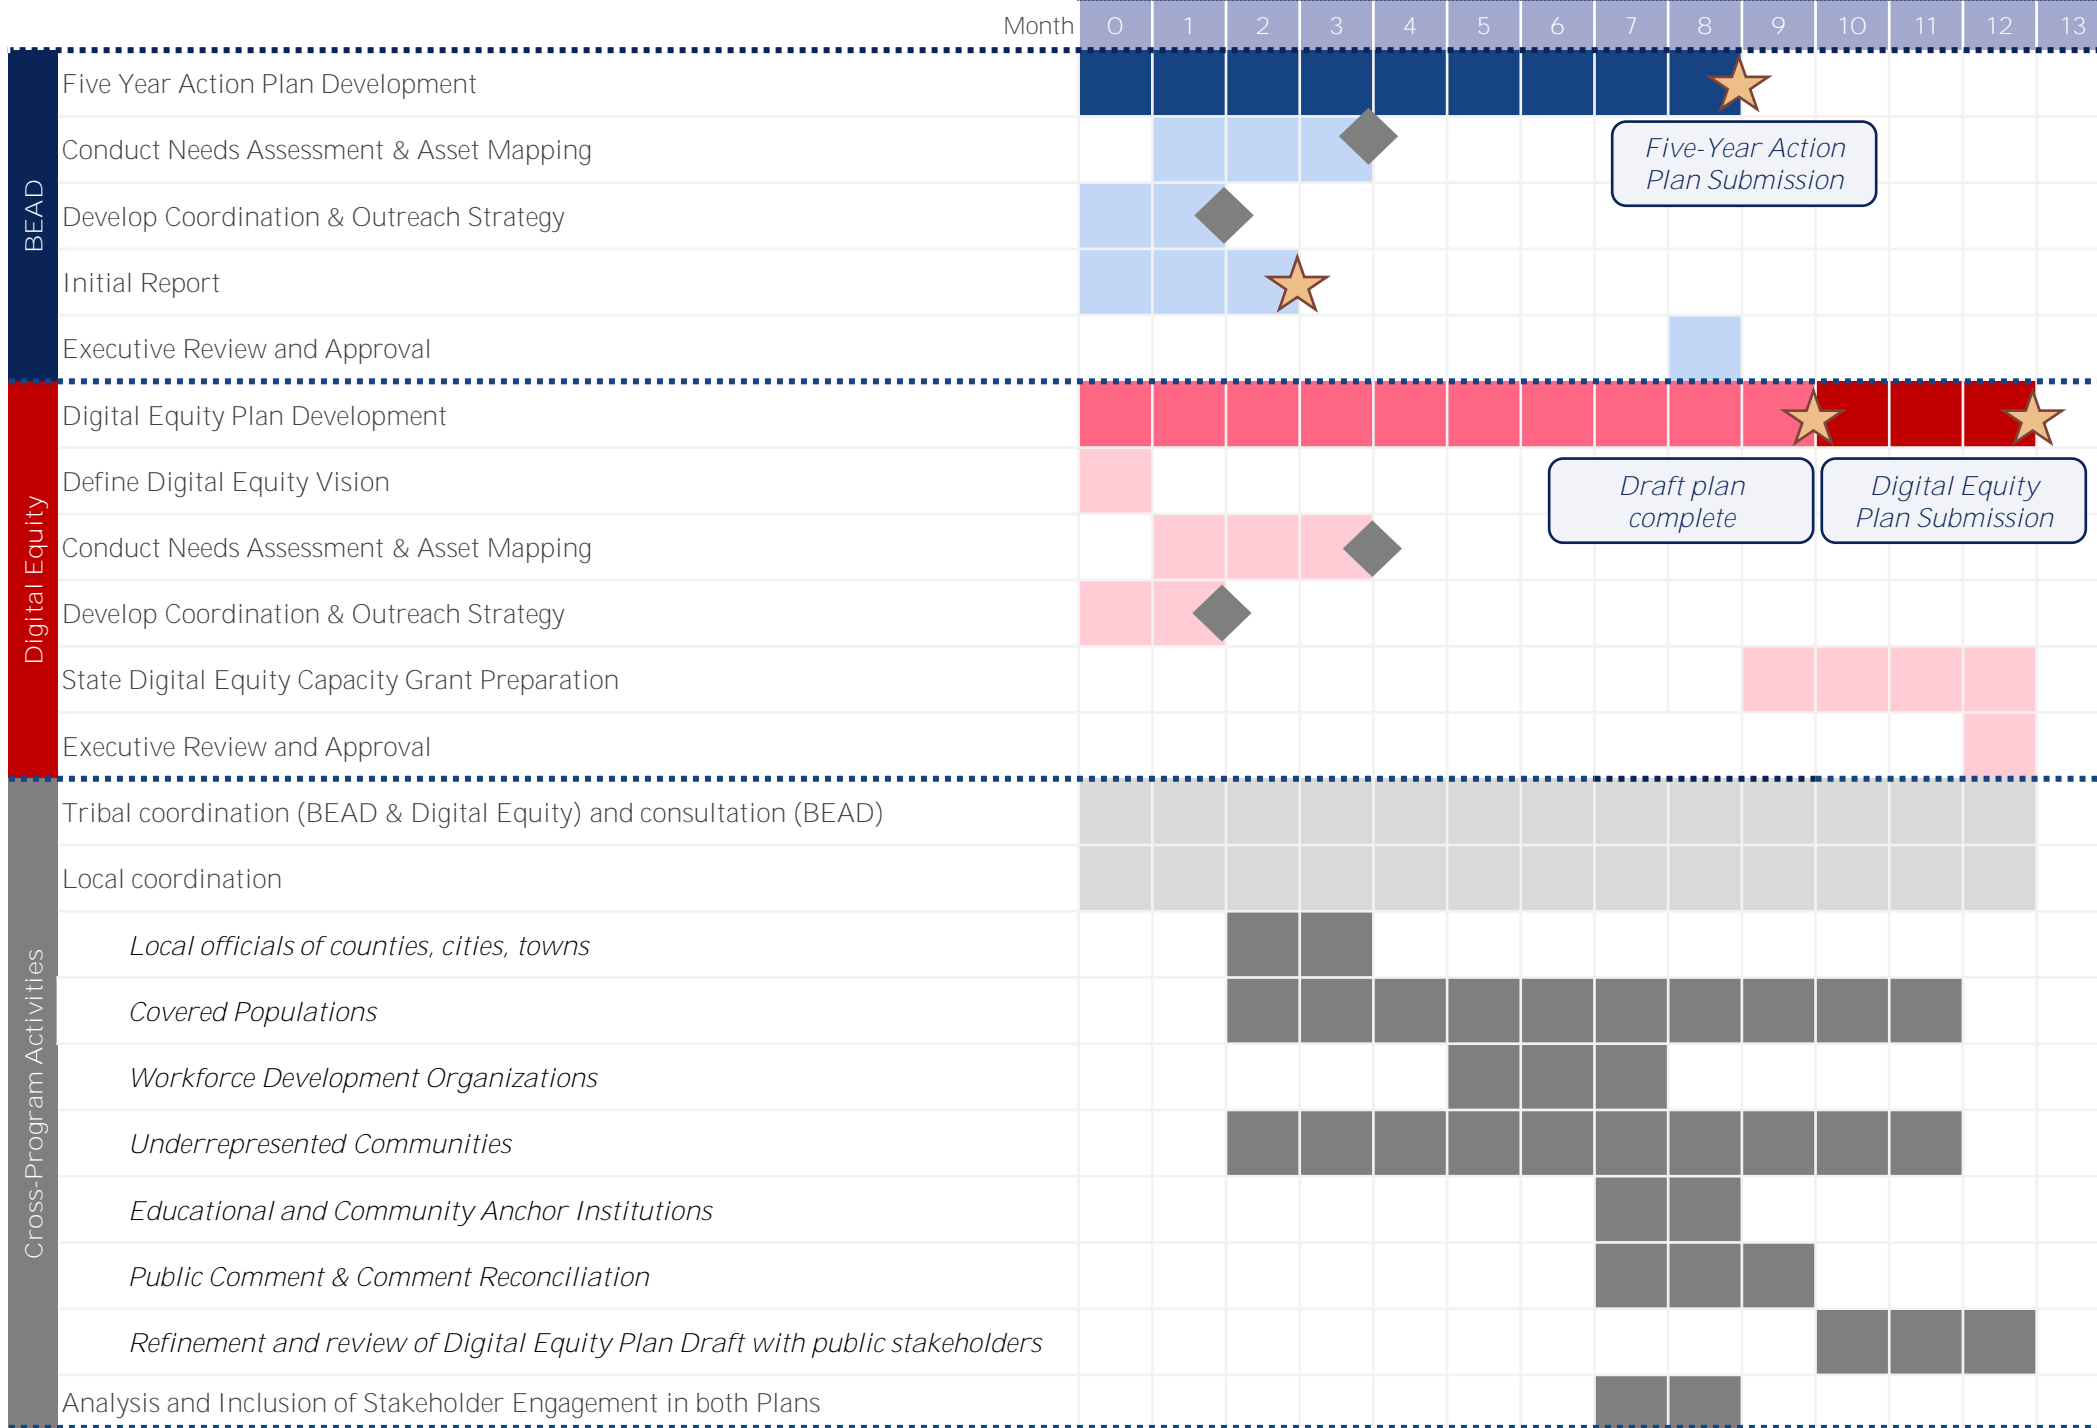 Month 0 1 2 3 4 5 6 7 8 9 10 11 12 13
BEAD
Five Year Action Plan Development
Conduct Needs Assessment & Asset Mapping
Five-Year Action
Plan Submission
Develop Coordination & Outreach Strategy
Initial Report
Executive Review and Approval
Digital Equity
Digital Equity Plan Development
Define Digital Equity Vision
Draft plan
complete
Digital Equity
Plan Submission
Conduct Needs Assessment & Asset Mapping
Develop Coordination & Outreach Strategy
State Digital Equity Capacity Grant Preparation
Executive Review and Approval
Cross-Program Activities
Tribal coordination (BEAD & Digital Equity) and consultation (BEAD)
Local coordination
Local officials of counties, cities, towns
Covered Populations
Workforce Development Organizations
Underrepresented Communities
Educational and Community Anchor Institutions
Public Comment & Comment Reconciliation
Refinement and review of Digital Equity Plan Draft with public stakeholders
Analysis and Inclusion of Stakeholder Engagement in both Plans